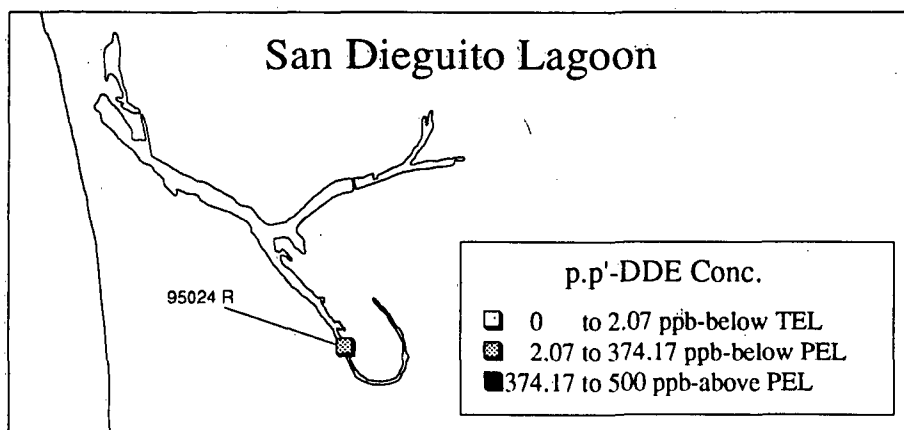 San Dieguito Lagoon
95024 R
p.p'-DDE Conc.
0 to 2.07 ppb-below TEL
2.07 to 374.17 ppb-below PEL
374.17 to 500 ppb-above PEL